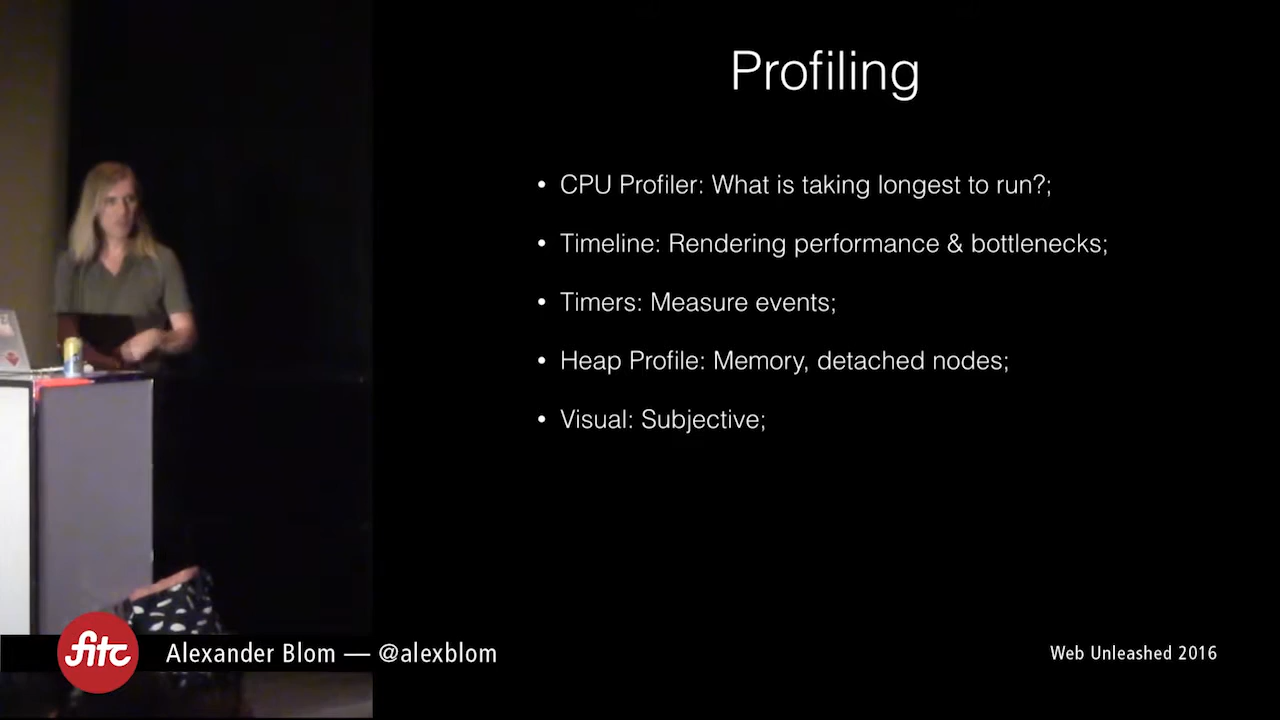 Profiling
• CPU Profiler: What is taking longest to run?;
• Timeline: Rendering performance & bottlenecks;
• Timers: Measure events;
• Heap Profile: Memory, detached nodes;
• Visual: Subjective;
fitc
Alexander Blom — @alexblom
Web Unleashed 2016